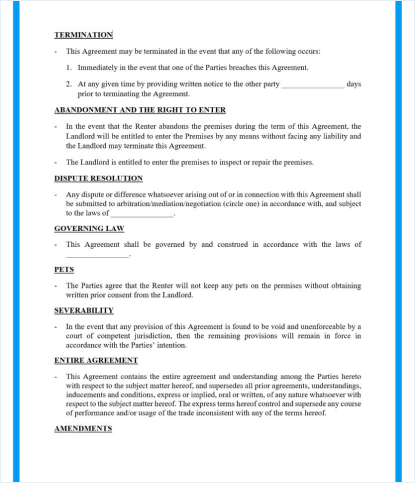 TERMINATION
- This Agreement may be terminated in the event that any of the following occurs:
1. Immediately in the event that one of the Parties breaches this Agreement.
2. At any given time by providing written notice to the other party _________________ days
prior to terminating the Agreement.
ABANDONMENT AND THE RIGHT TO ENTER
- In the event that the Renter abandons the premises during the term of this Agreement, the
Landlord will be entitled to enter the Premises by any means without facing any liability and
the Landlord may terminate this Agreement.
- The Landlord is entitled to enter the premises to inspect or repair the premises.
DISPUTE RESOLUTION
- Any dispute or difference whatsoever arising out of or in connection with this Agreement shall
be submitted to arbitration/mediation/negotiation (circle one) in accordance with, and subject
to the laws of _________________.
GOVERNING LAW
- This Agreement shall be governed by and construed in accordance with the laws of
_________________.
PETS
- The Parties agree that the Renter will not keep any pets on the premises without obtaining
written prior consent from the Landlord.
SEVERABILITY
- In the event that any provision of this Agreement is found to be void and unenforceable by a
court of competent jurisdiction, then the remaining provisions will remain in force in
accordance with the Parties' intention.
ENTIRE AGREEMENT
- This Agreement contains the entire agreement and understanding among the Parties hereto
with respect to the subject matter hereof, and supersedes all prior agreements, understandings,
inducements and conditions, express or implied, oral or written, of any nature whatsoever with
respect to the subject matter hereof. The express terms hereof control and supersede any course
of performance and/or usage of the trade inconsistent with any of the terms hereof.
AMENDMENTS